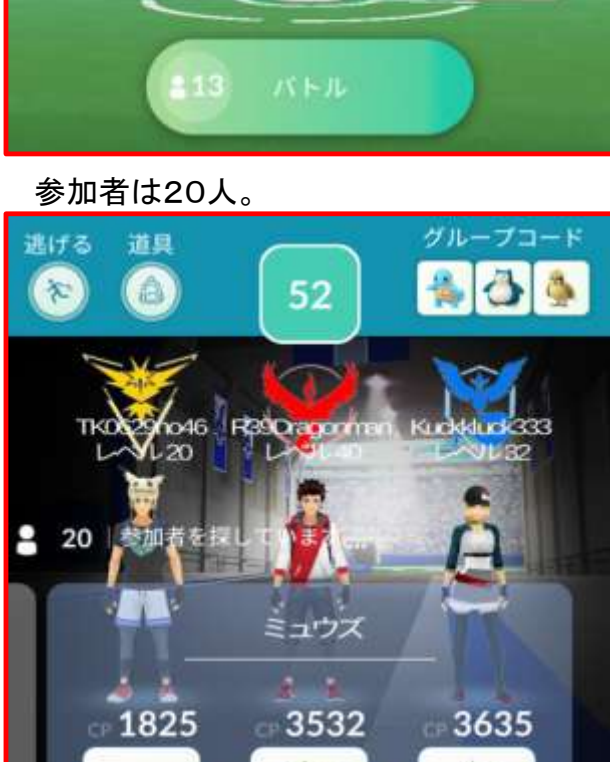 13 バトル
参加者は20人。
逃げる 道具 グループコード
52
TK0629no46 R39Dragonman Kuckkluck333
レベル20 レベル40 レベル32
20 参加者を探しています
ミュウズ
CP 1825 CP 3532 CP 3635